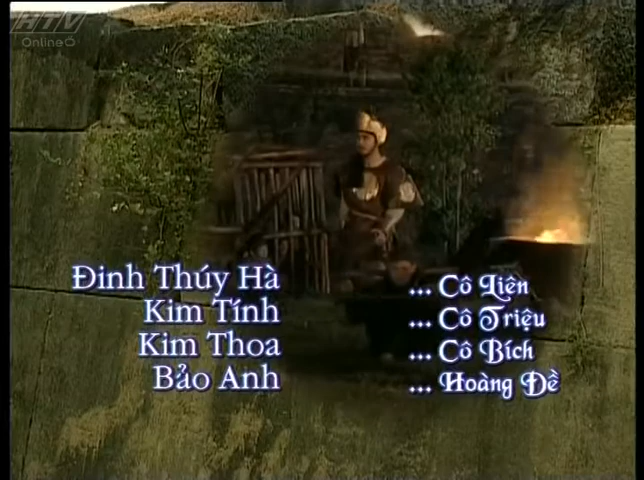 HTV
Online
Đinh Thúy Hà ... Cô Liên
Kim Tính ... Cô Triệu
Kim Thoa ... Cô Bích
Bảo Anh ... Hoàng Đề